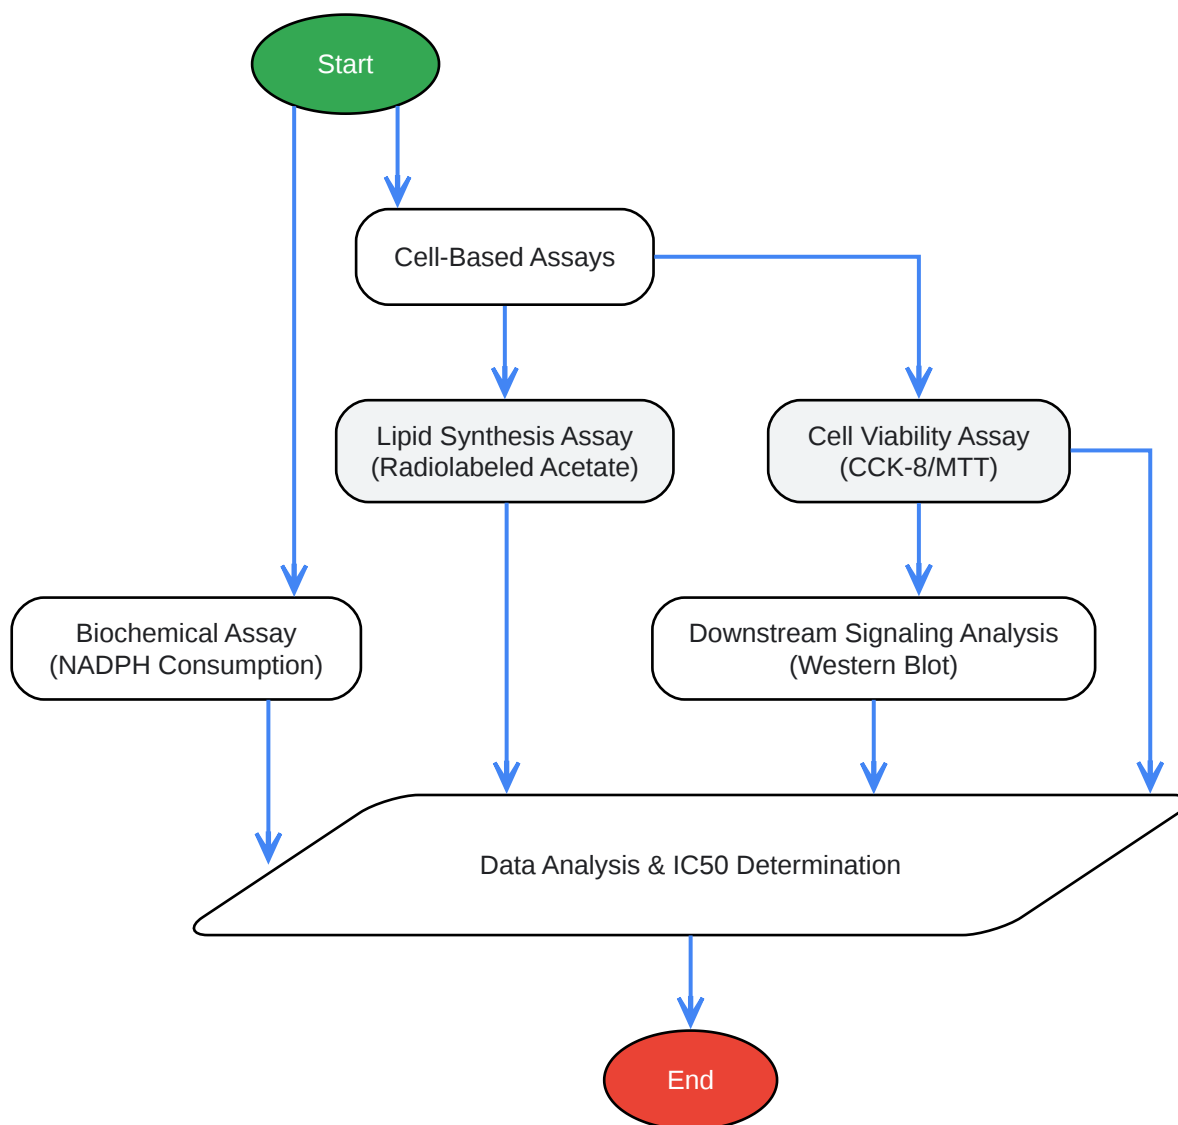 Start
Cell-Based Assays
Lipid Synthesis Assay
(Radiolabeled Acetate)
Cell Viability Assay
(CCK-8/MTT)
Biochemical Assay
(NADPH Consumption)
Downstream Signaling Analysis
(Western Blot)
Data Analysis & IC50 Determination
End